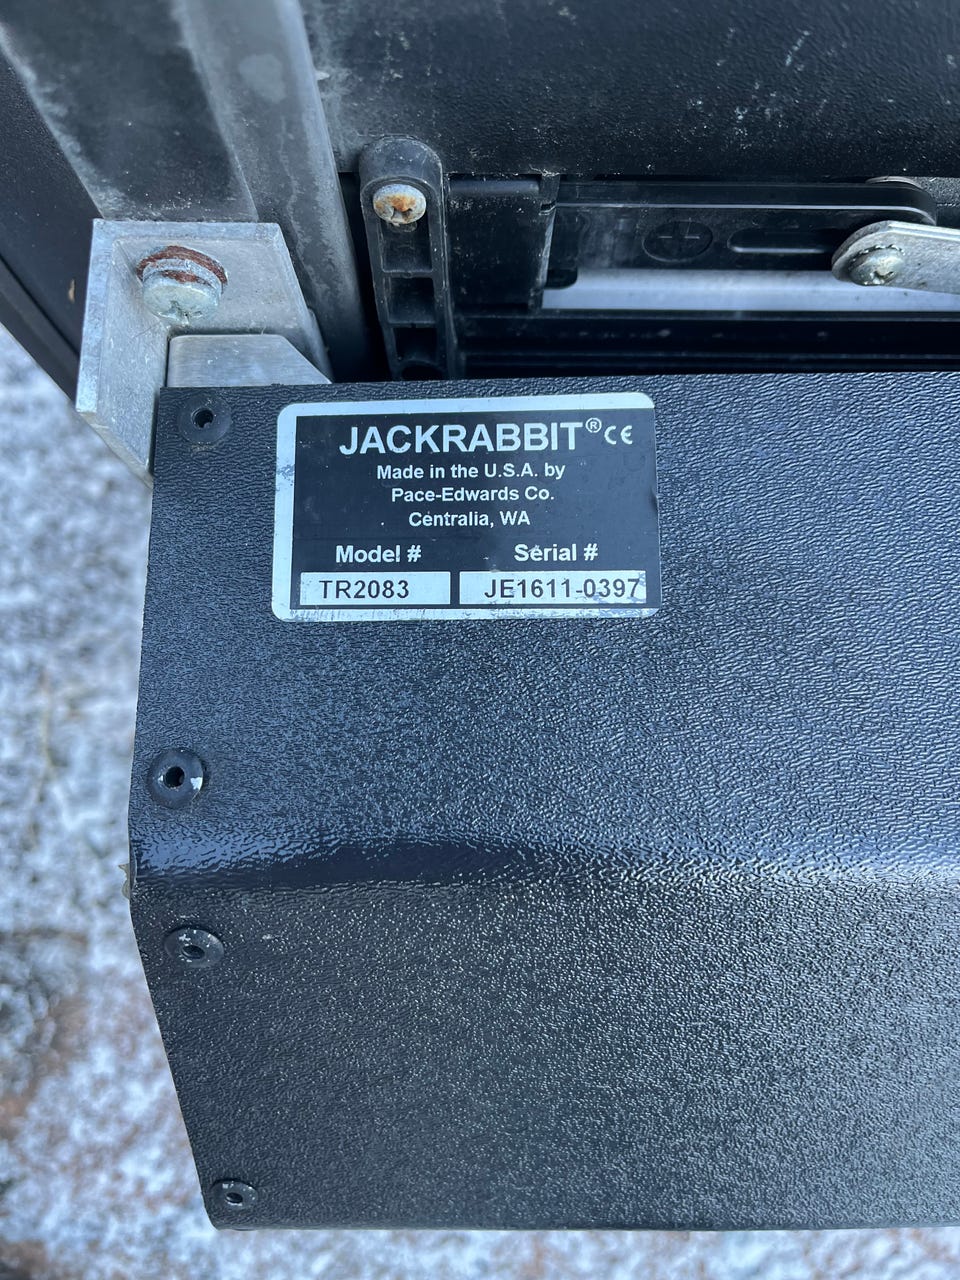 JACKRABBIT® CE
Made in the U.S.A. by
Pace-Edwards Co.
Centralia, WA
Model # Serial #
TR2083 JE1611-0397